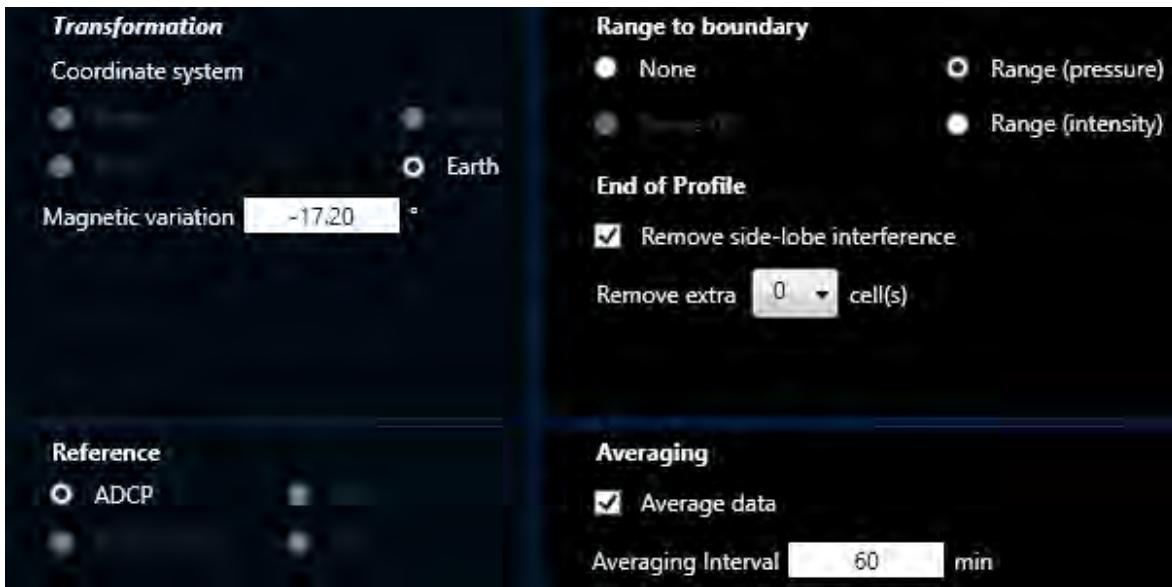 Transformation
Coordinate system
Earth
Magnetic variation -17.20 °
Range to boundary
None Range (pressure)
Range (intensity)
End of Profile
Remove side-lobe interference
Remove extra 0 cell(s)
Reference
ADCP
Averaging
Average data
Averaging Interval 60 min